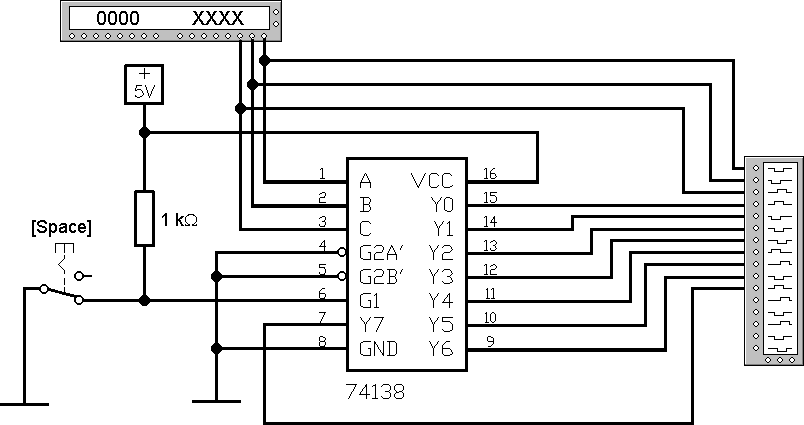 0000 XXXX
+
5V
1 kΩ
[Space]
1 A VCC 16
2 B Y0 15
3 C Y1 14
4 G2A' Y2 13
5 G2B' Y3 12
6 G1 Y4 11
7 Y7 Y5 10
8 GND Y6 9
74138